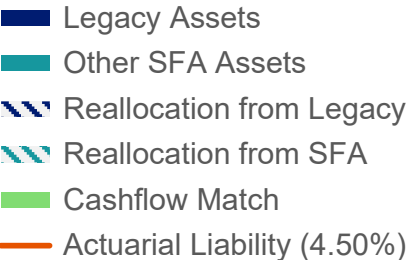 Legacy Assets
Other SFA Assets
Reallocation from Legacy
Reallocation from SFA
Cashflow Match
Actuarial Liability (4.50%)